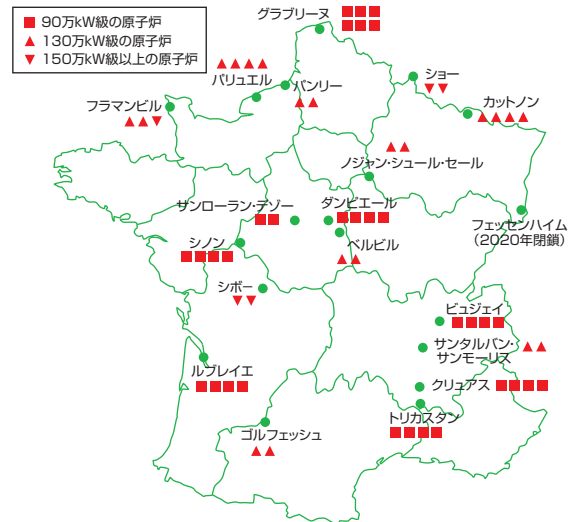 90万kW級の原子炉
130万kW級の原子炉
150万kW級以上の原子炉
グラブリーヌ
パリュエル
パンリー
ショー
カットノン
フラマンビル
ノジャン・シュール・セール
サンローラン・デゾー
ダンピエール
フェッセンハイム
（2020年閉鎖）
シノン
ベルビル
シボー
ビュジェイ
サンタルバン・
サンモーリス
ルブレイエ
クリュアス
トリカスタン
ゴルフェッシュ